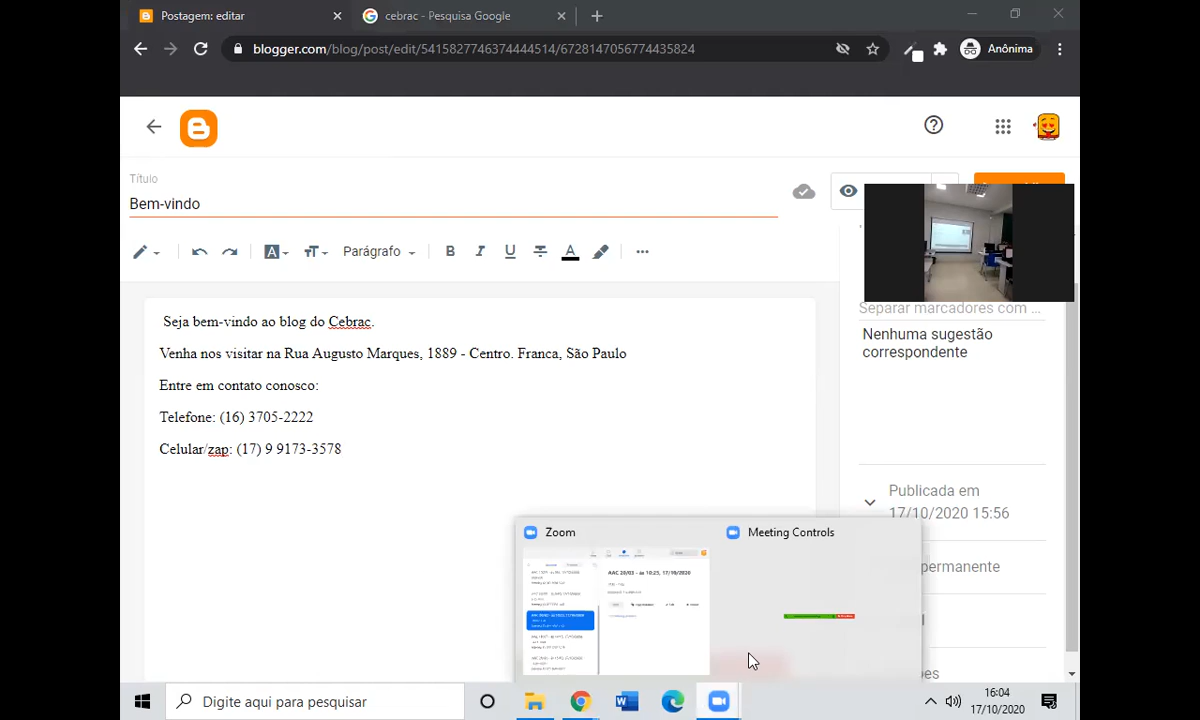 Postagem: editar
cebrac - Pesquisa Google
blogger.com/blog/post/edit/5415827746374444514/6728147056774435824
Anônima
Título
Bem-vindo
Parágrafo
B I U A
Separar marcadores com ...
Nenhuma sugestão
correspondente
Seja bem-vindo ao blog do Cebrac.
Venha nos visitar na Rua Augusto Marques, 1889 - Centro. Franca, São Paulo
Entre em contato conosco:
Telefone: (16) 3705-2222
Celular/zap: (17) 9 9173-3578
Publicada em
17/10/2020 15:56
permanente
Zoom
Meeting Controls
AAC 20/03 - às 10:25, 17/10/2020
Digite aqui para pesquisar
16:04
17/10/2020